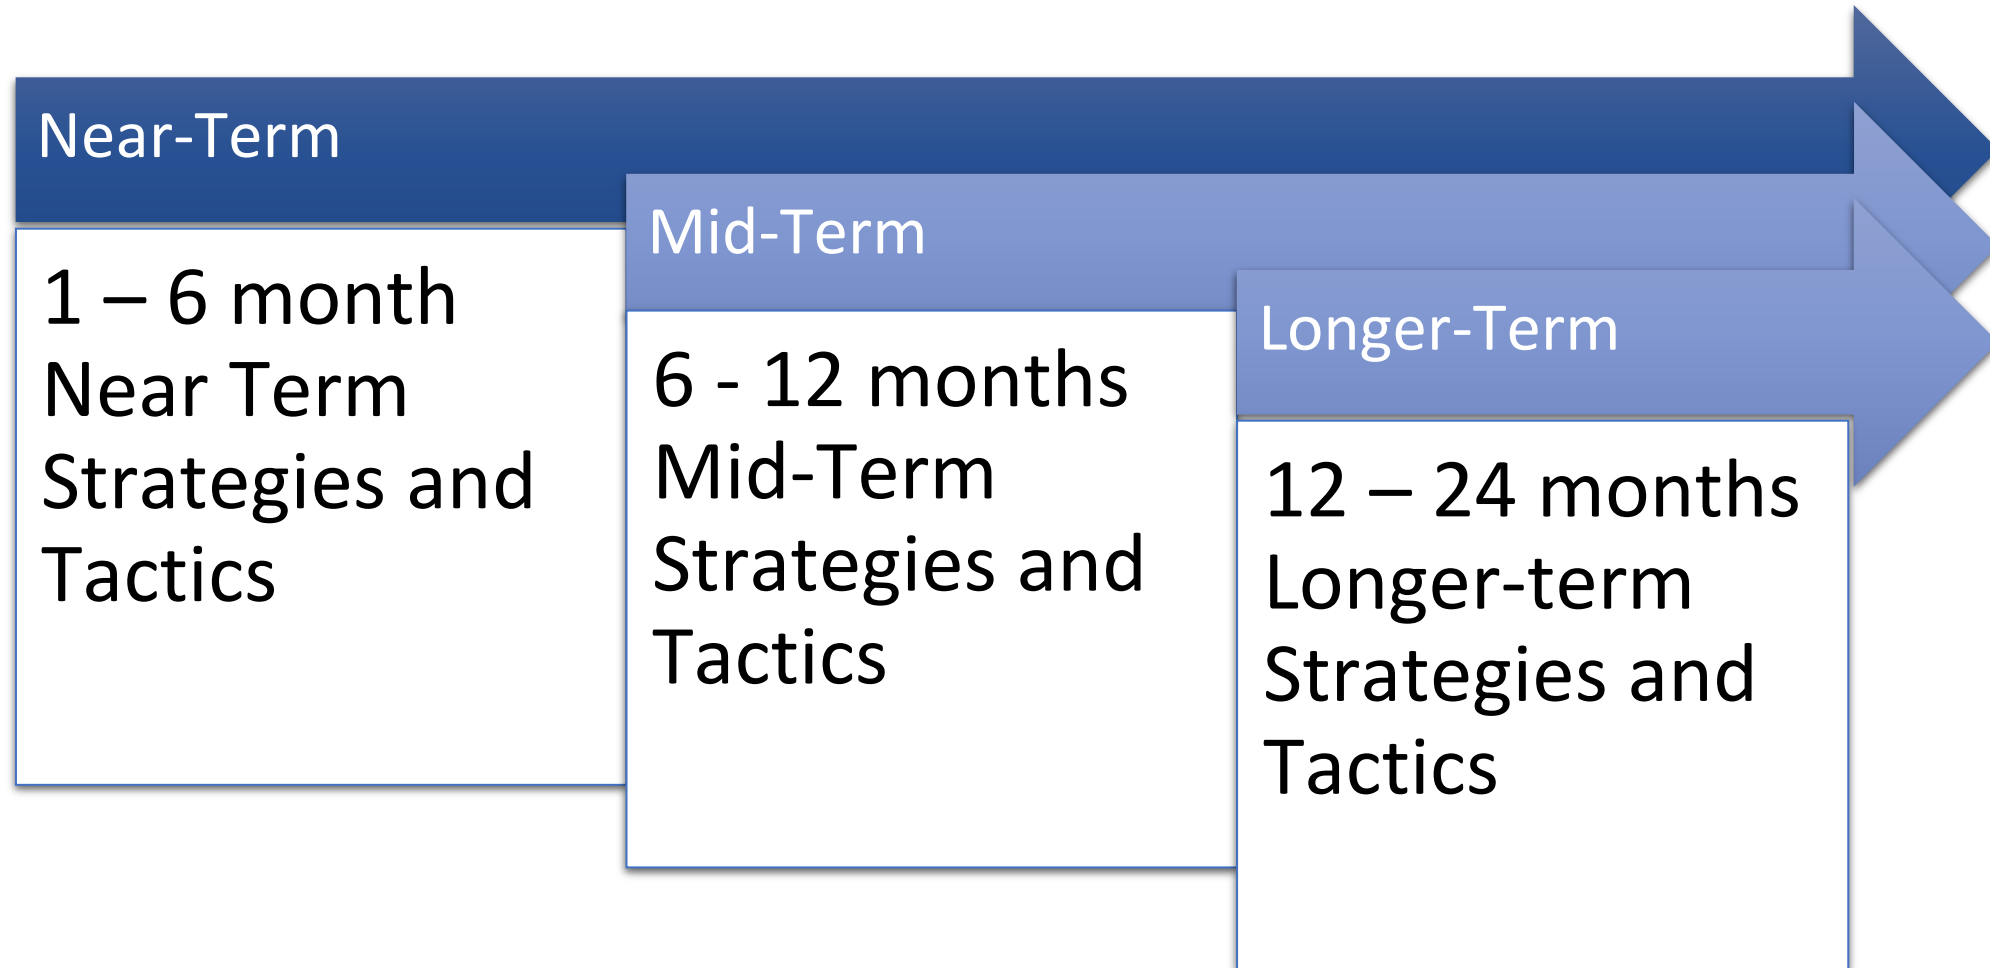 Near-Term
1 – 6 month
Near Term
Strategies and
Tactics
Mid-Term
6 - 12 months
Mid-Term
Strategies and
Tactics
Longer-Term
12 – 24 months
Longer-term
Strategies and
Tactics